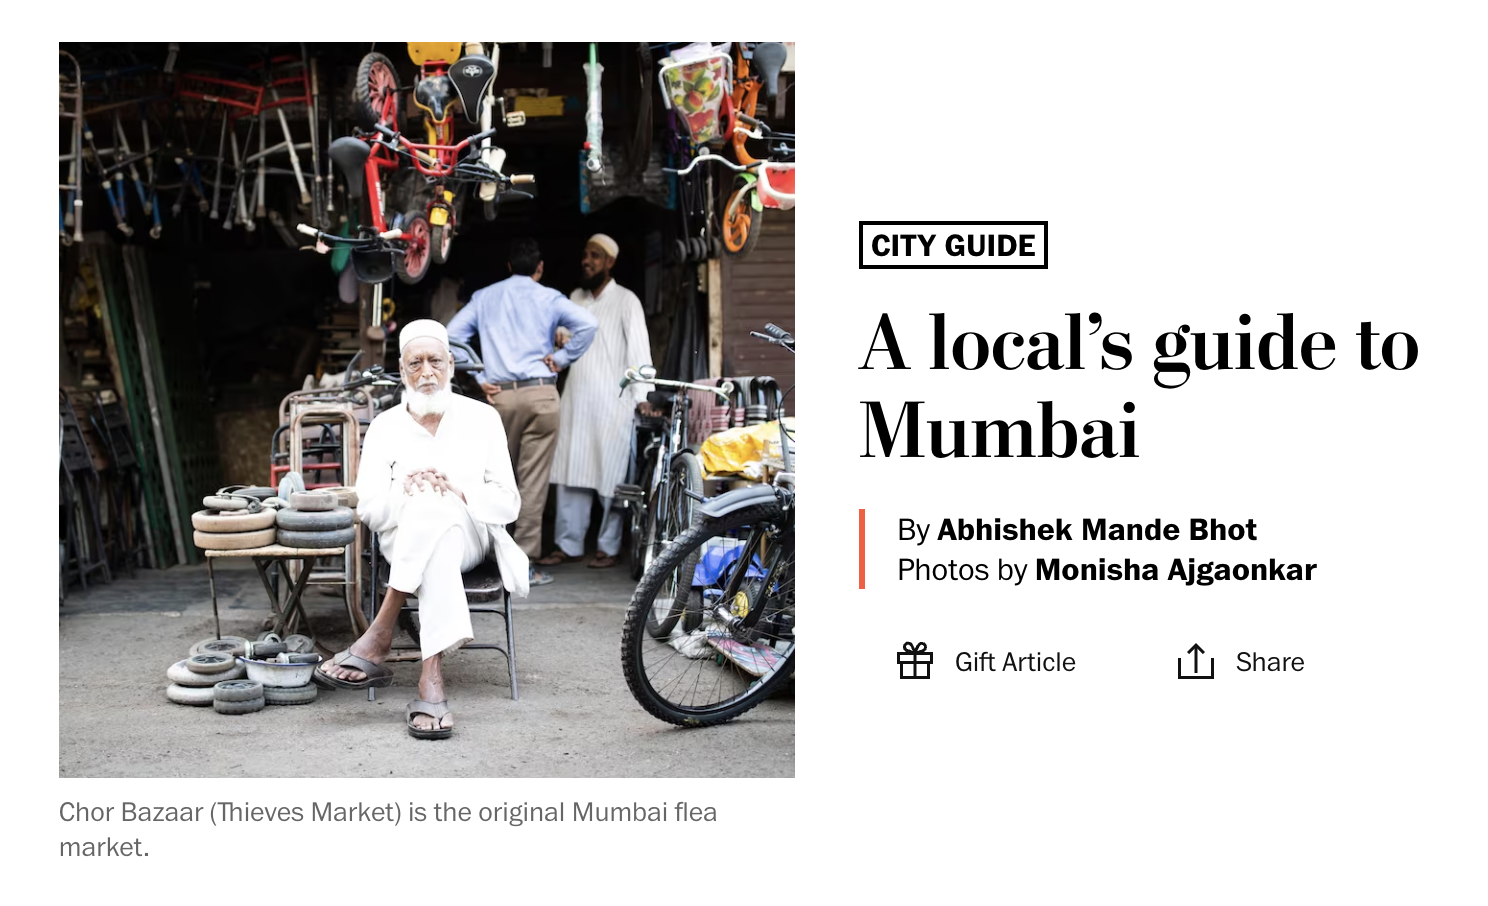 CITY GUIDE
A local’s guide to
Mumbai
By Abhishek Mande Bhot
Photos by Monisha Ajgaonkar
Gift Article
Share
Chor Bazaar (Thieves Market) is the original Mumbai flea
market.